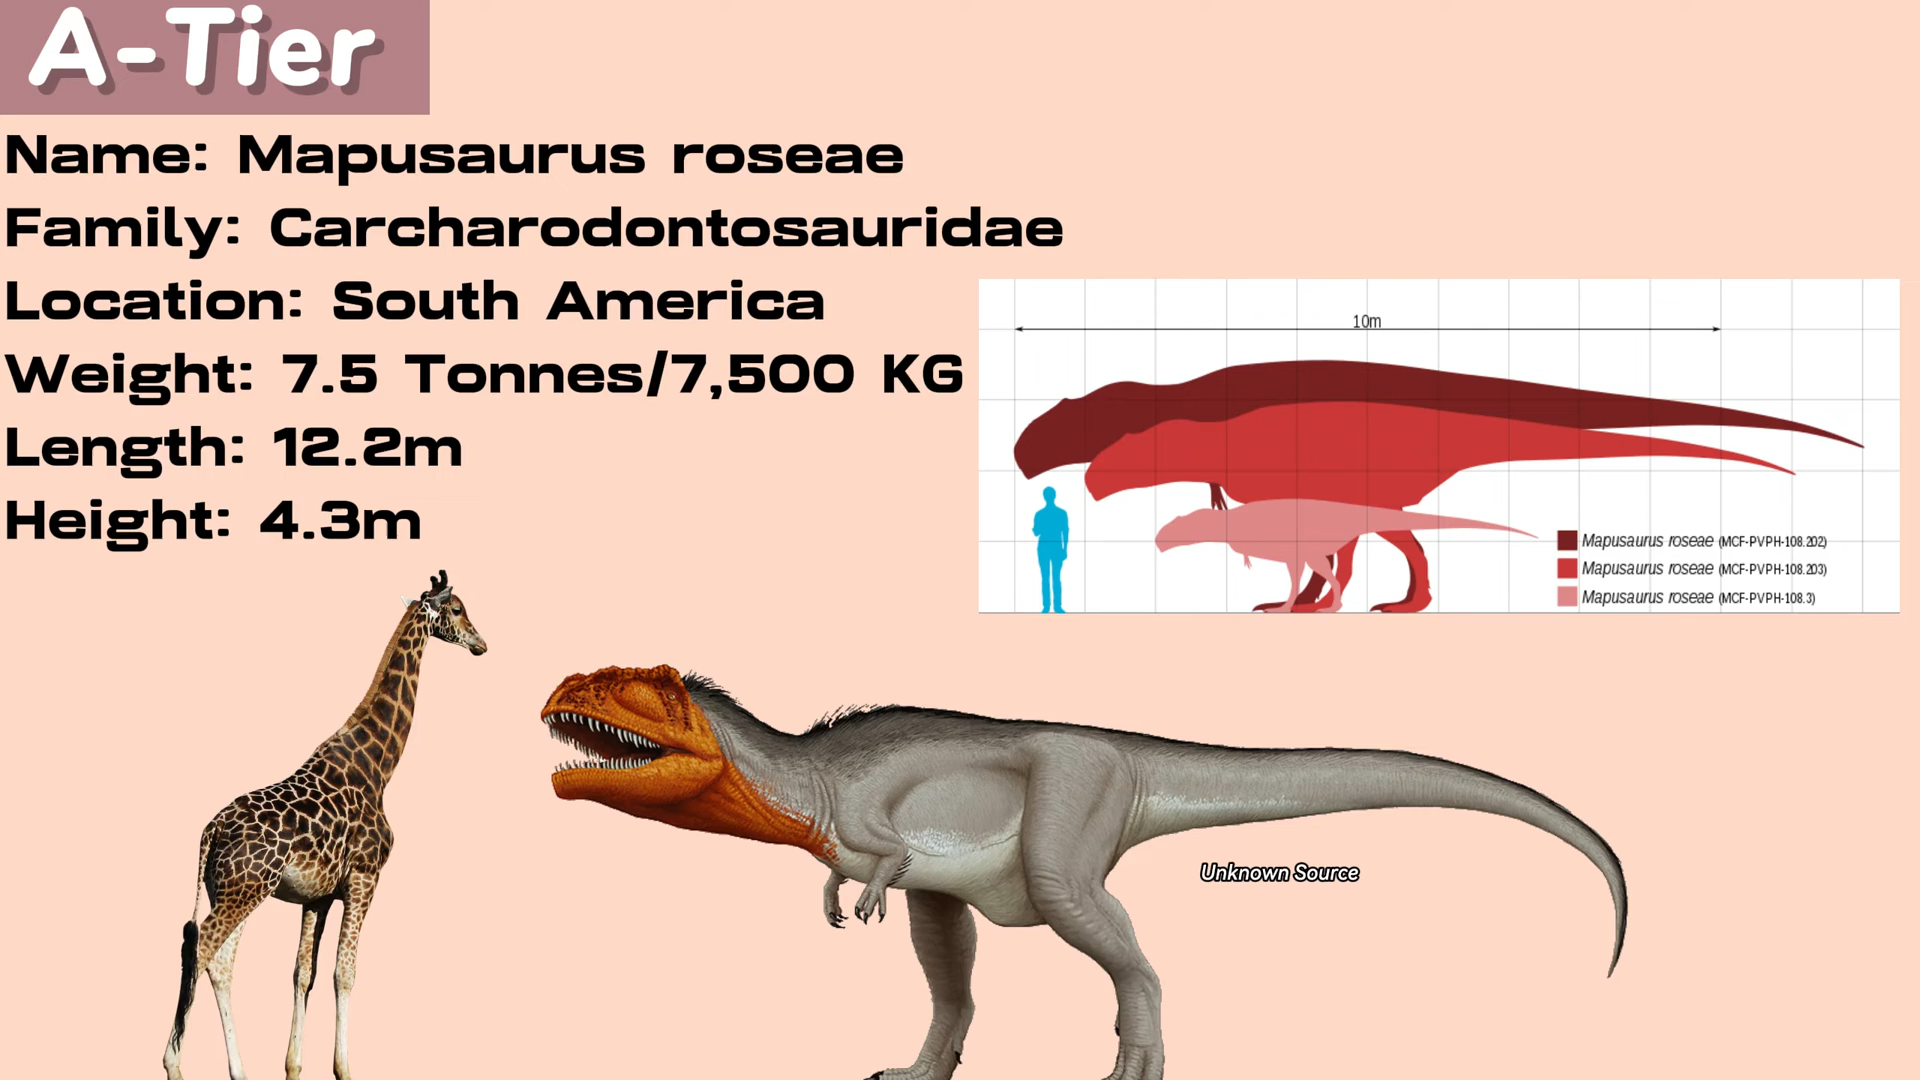 A-Tier
Name: Mapusaurus roseae
Family: Carcharodontosauridae
Location: South America
Weight: 7.5 Tonnes/7,500 KG
Length: 12.2m
Height: 4.3m
10m
Mapusaurus roseae (MCF-PVPH-108.202)
Mapusaurus roseae (MCF-PVPH-108.203)
Mapusaurus roseae (MCF-PVPH-108.3)
Unknown Source